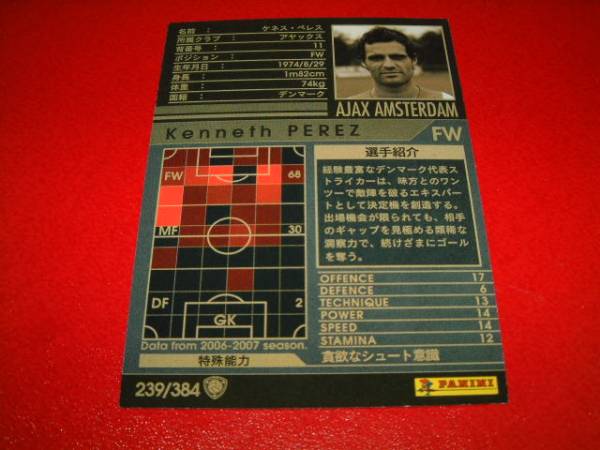 名前 : ケネス・ペレス
所属クラブ : アヤックス
背番号 : 11
ポジション : FW
生年月日 : 1974/8/29
身長 : 1m82cm
体重 : 74kg
国籍 : デンマーク
AJAX AMSTERDAM
Kenneth PEREZ
FW
FW 68
MF 30
DF 2
GK
Data from 2006-2007 season.
選手紹介
経験豊富なデンマーク代表ス
トライカーは、味方とのワン
ツーで敵陣を破るエキスパ
ートとして決定機を創造する。
出場機会が限られても、相手
のギャップを見極める頭稀な
洞察力で、続けざまにゴール
を奪う。
OFFENCE 17
DEFENCE 6
TECHNIQUE 13
POWER 14
SPEED 14
STAMINA 12
特殊能力
貪欲なシュート意識
239/384
PANINI